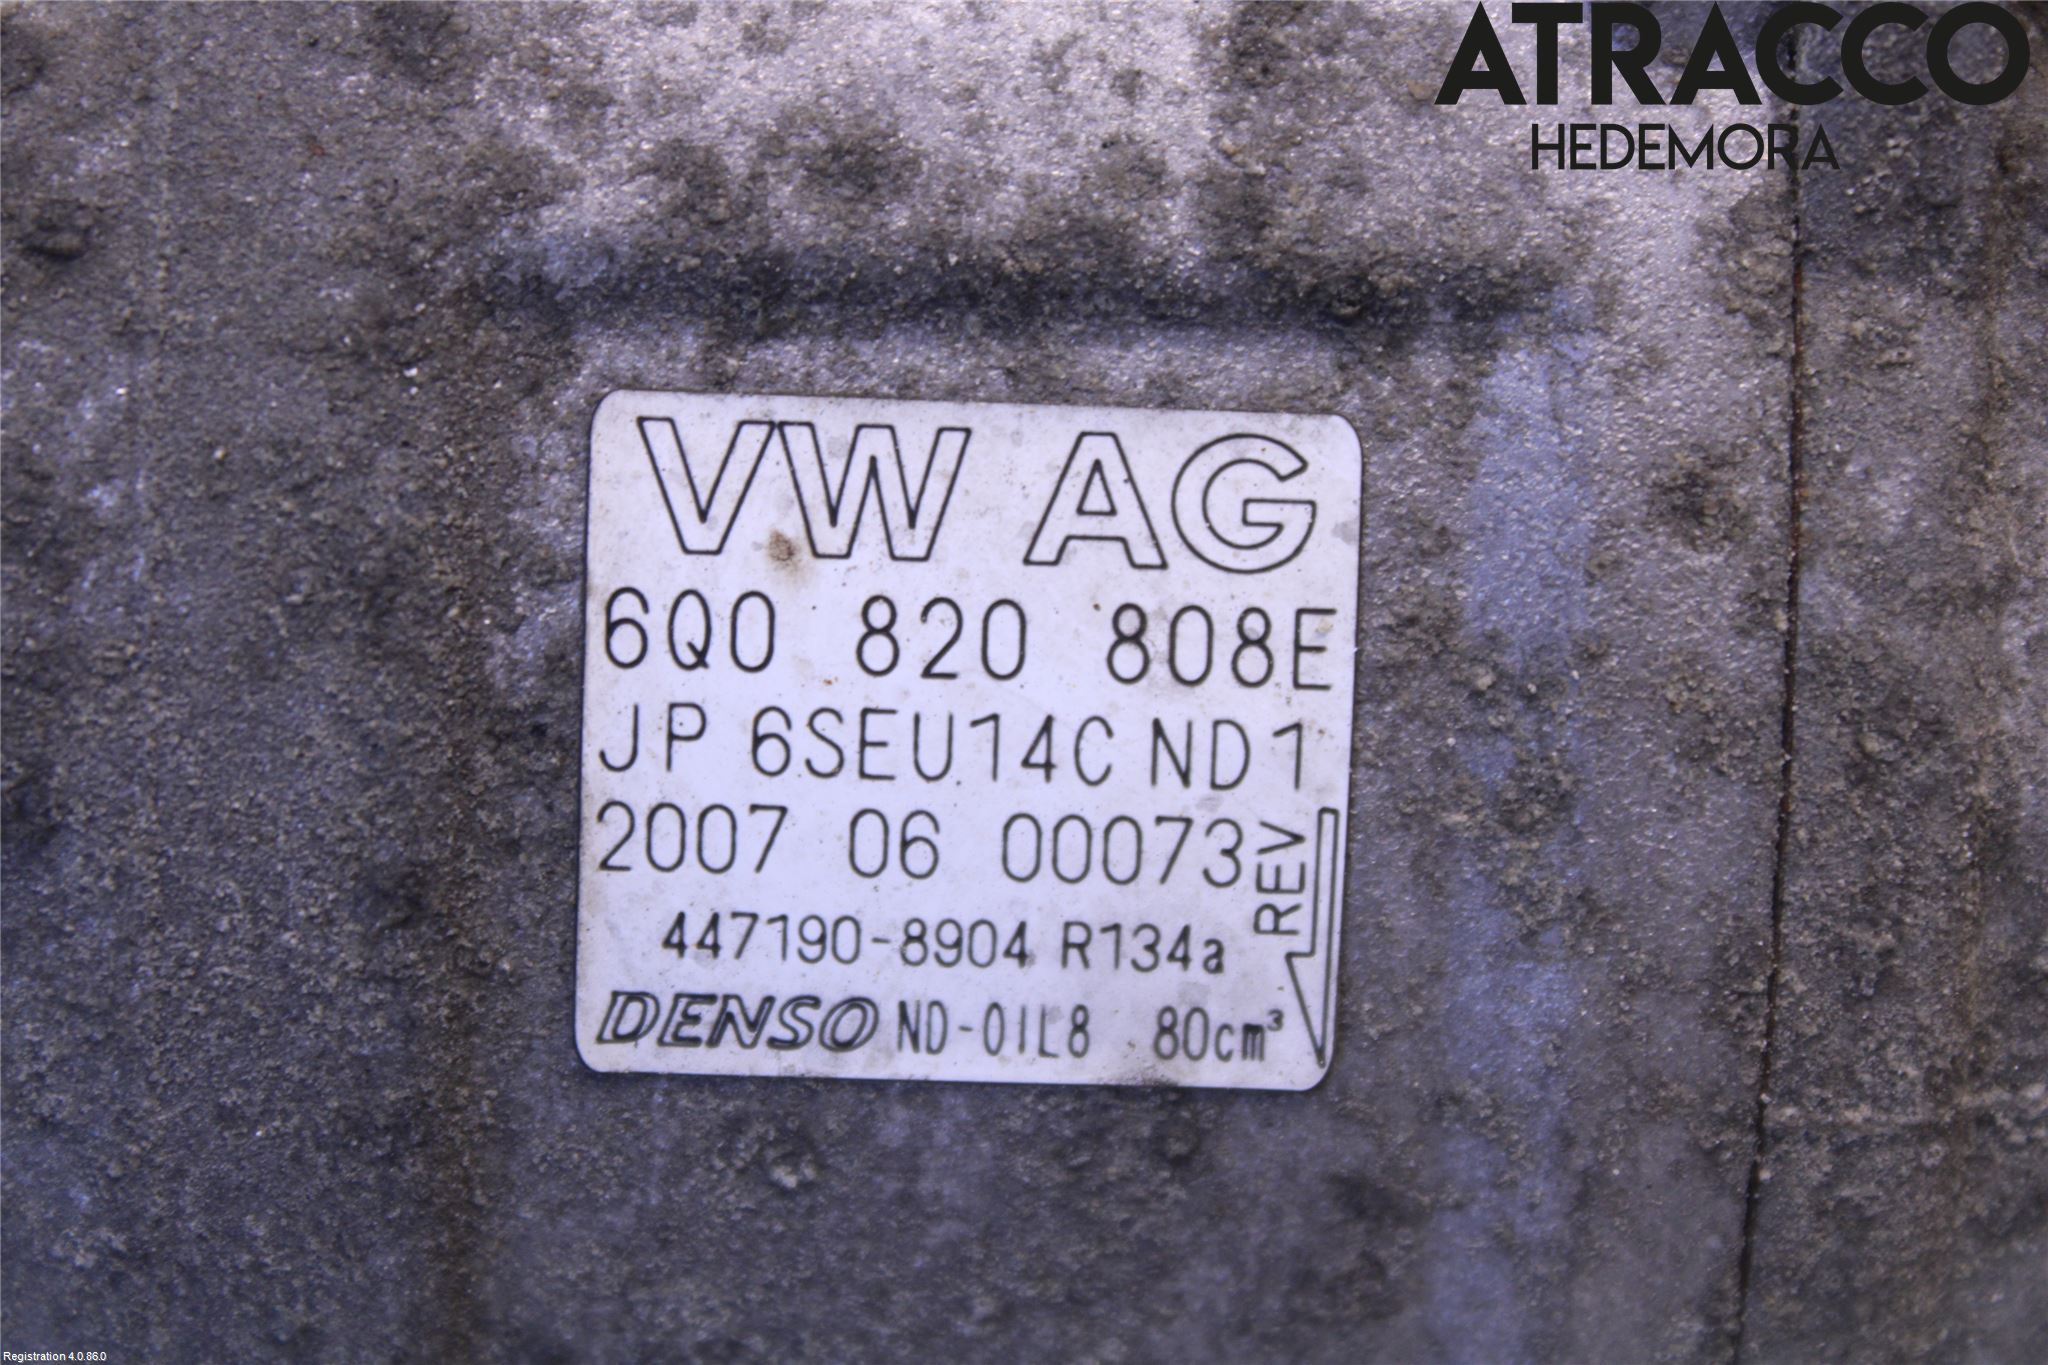 ATRACCO
HEDEMORA
VW AG
6Q0 820 808E
JP 6SEU14C ND1
2007 06 00073
REV
447190-8904 R134a
DENSO ND-OIL8 80cm³
Registration 4.0.86.0